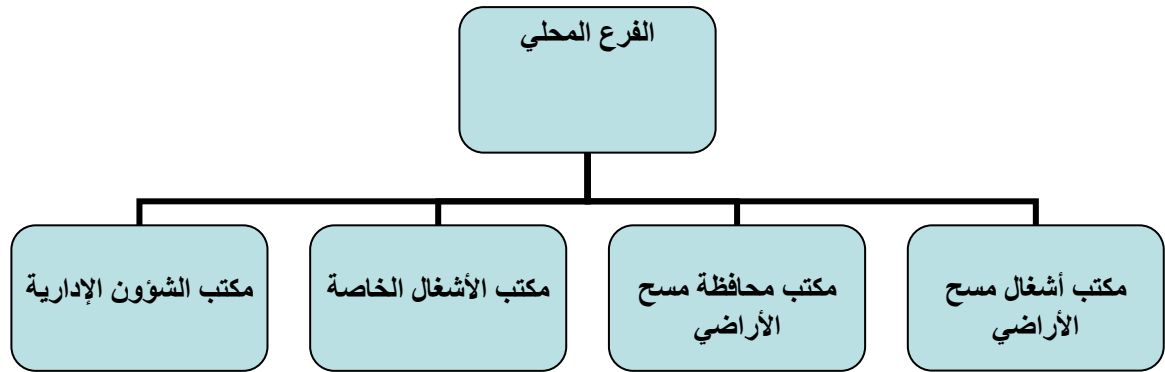 الفرع المحلي
مكتب أشغال مسح
الأراضي
مكتب محافظة مسح
الأراضي
مكتب الأشغال الخاصة
مكتب الشؤون الإدارية